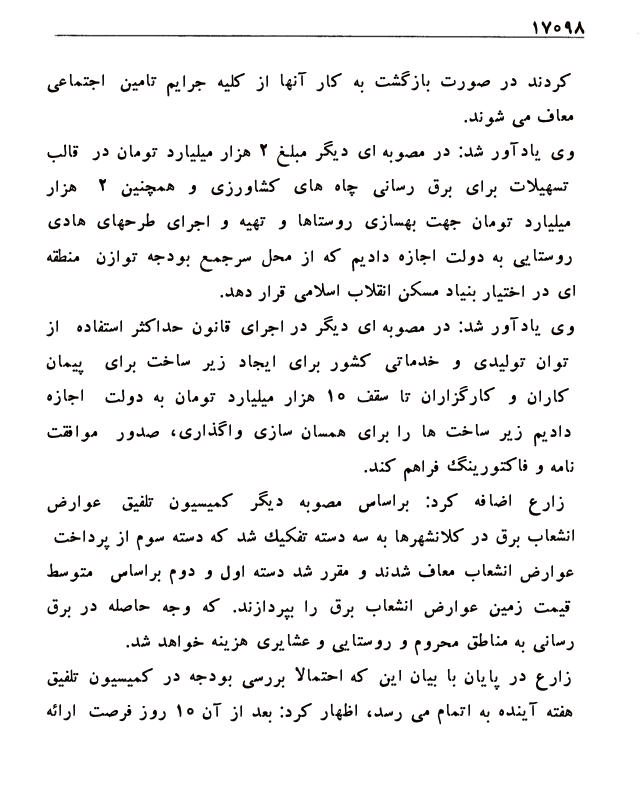 ۱۷۰۹۸
کردند در صورت بازگشت به کار آنها از کلیه جرایم تامین اجتماعی
معاف می شوند.
وی یادآور شد: در مصوبه ای دیگر مبلغ ۲ هزار میلیارد تومان در قالب
تسهیلات برای برق رسانی چاه های کشاورزی و همچنین ۲ هزار
میلیارد تومان جهت بهسازی روستاها و تهیه و اجرای طرحهای هادی
روستایی به دولت اجازه دادیم که از محل سرجمع بودجه توازن منطقه
ای در اختیار بنیاد مسکن انقلاب اسلامی قرار دهد.
وی یادآور شد: در مصوبه ای دیگر در اجرای قانون حداکثر استفاده از
توان تولیدی و خدماتی کشور برای ایجاد زیر ساخت برای پیمان
کاران و کارگزاران تا سقف ۱۰ هزار میلیارد تومان به دولت اجازه
دادیم زیر ساخت ها را برای همسان سازی واگذاری، صدور موافقت
نامه و فاکتورینگ فراهم کند.
زارع اضافه کرد: براساس مصوبه دیگر کمیسیون تلفیق عوارض
انشعاب برق در کلانشهرها به سه دسته تفکیك شد که دسته سوم از پرداخت
عوارض انشعاب معاف شدند و مقرر شد دسته اول و دوم براساس متوسط
قیمت زمین عوارض انشعاب برق را بپردازند. که وجه حاصله در برق
رسانی به مناطق محروم و روستایی و عشایری هزینه خواهد شد.
زارع در پایان با بیان این که احتمالا بررسی بودجه در کمیسیون تلفیق
هفته آینده به اتمام می رسد، اظهار کرد: بعد از آن ۱۵ روز فرصت ارائه